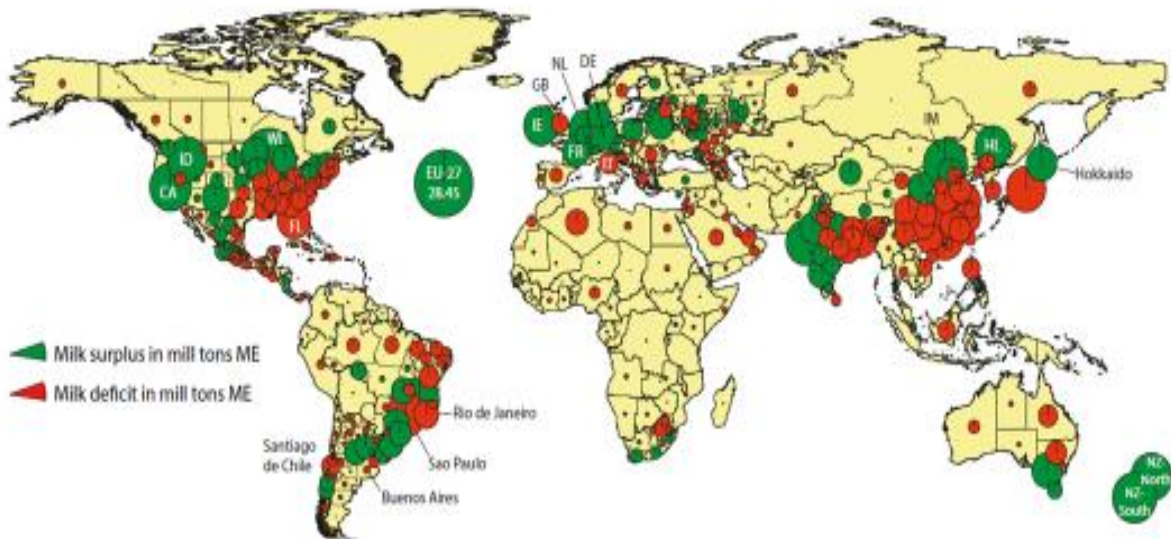 DE
NL
GB
IE
FR
IT
WI
ID
CA
FL
EU-27
28.45
IM
HL
Hokkaido
Milk surplus in mill tons ME
Milk deficit in mill tons ME
Rio de Janeiro
Santiago
de Chile
Sao Paulo
Buenos Aires
NZ-
North
NZ-
South